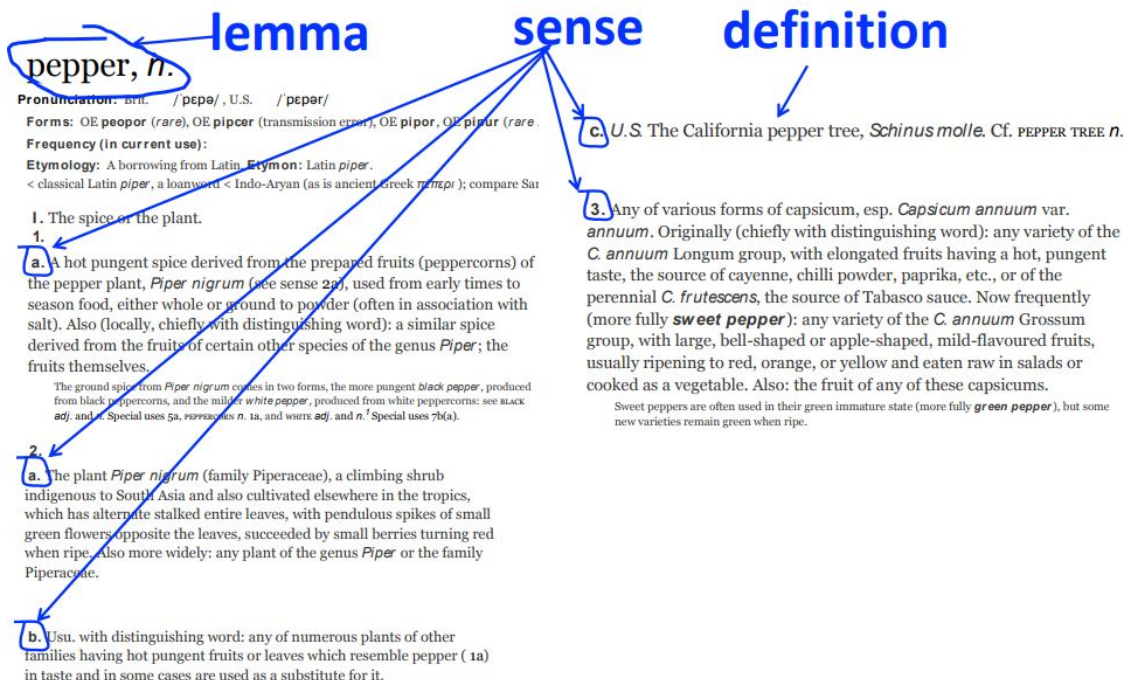 lemma
sense
definition
pepper, n.
Pronunciation: Brit. /ˈpɛpə/ , U.S. /ˈpɛpər/
Forms: OE peopor (rare), OE pipcer (transmission error), OE pipor, OE pipur (rare
Frequency (in current use):
Etymology: A borrowing from Latin. Etymon: Latin piper.
< classical Latin piper, a loanword < Indo-Aryan (as is ancient Greek πέπερι ); compare Sa
I. The spice or the plant.
1.
a. A hot pungent spice derived from the prepared fruits (peppercorns) of
the pepper plant, Piper nigrum (see sense 2a), used from early times to
season food, either whole or ground to powder (often in association with
salt). Also (locally, chiefly with distinguishing word): a similar spice
derived from the fruits of certain other species of the genus Piper; the
fruits themselves.
The ground spice from Piper nigrum comes in two forms, the more pungent black pepper, produced
from black peppercorns, and the milder white pepper, produced from white peppercorns: see BLACK
adj. and n. Special uses 5a, PEPPERCORN n. 1a, and WHITE adj. and n.¹ Special uses 7b(a).
2.
a. The plant Piper nigrum (family Piperaceae), a climbing shrub
indigenous to South Asia and also cultivated elsewhere in the tropics,
which has alternate stalked entire leaves, with pendulous spikes of small
green flowers opposite the leaves, succeeded by small berries turning red
when ripe. Also more widely: any plant of the genus Piper or the family
Piperaceae.
b. Usu. with distinguishing word: any of numerous plants of other
families having hot pungent fruits or leaves which resemble pepper ( 1a)
in taste and in some cases are used as a substitute for it.
c. U.S. The California pepper tree, Schinus molle. Cf. PEPPER TREE n.
3. Any of various forms of capsicum, esp. Capsicum annuum var.
annuum. Originally (chiefly with distinguishing word): any variety of the
C. annuum Longum group, with elongated fruits having a hot, pungent
taste, the source of cayenne, chilli powder, paprika, etc., or of the
perennial C. frutescens, the source of Tabasco sauce. Now frequently
(more fully sweet pepper): any variety of the C. annuum Grossum
group, with large, bell-shaped or apple-shaped, mild-flavoured fruits,
usually ripening to red, orange, or yellow and eaten raw in salads or
cooked as a vegetable. Also: the fruit of any of these capsicums.
Sweet peppers are often used in their green immature state (more fully green pepper), but some
new varieties remain green when ripe.